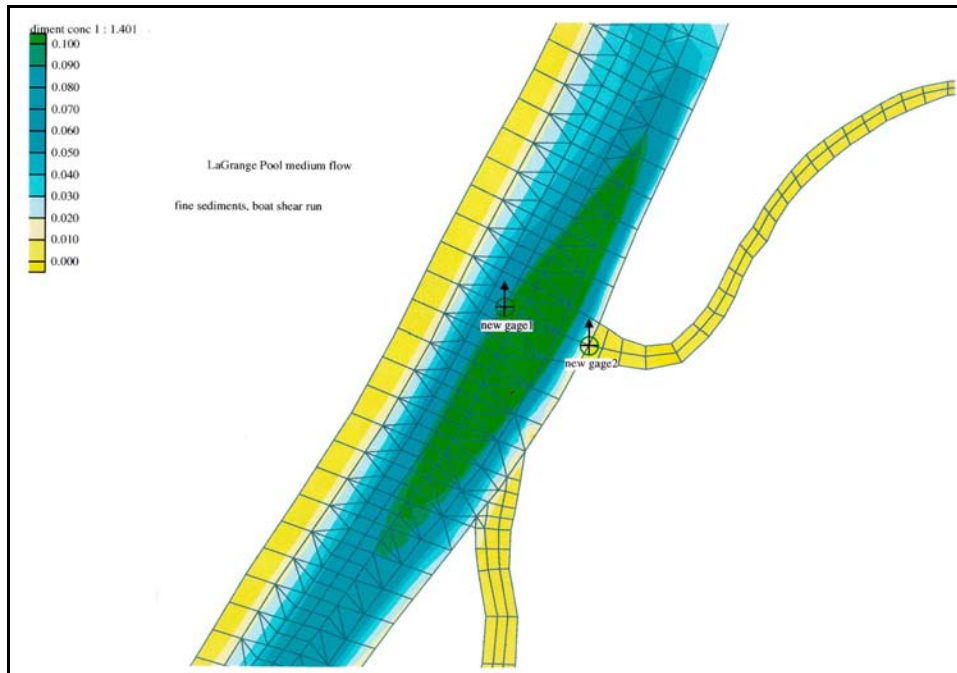 diment conc 1 : 1.401
0.100
0.090
0.080
0.070
0.060
0.050
0.040
0.030
0.020
0.010
0.000
LaGrange Pool medium flow
fine sediments, boat shear run
new gage1
new gage2